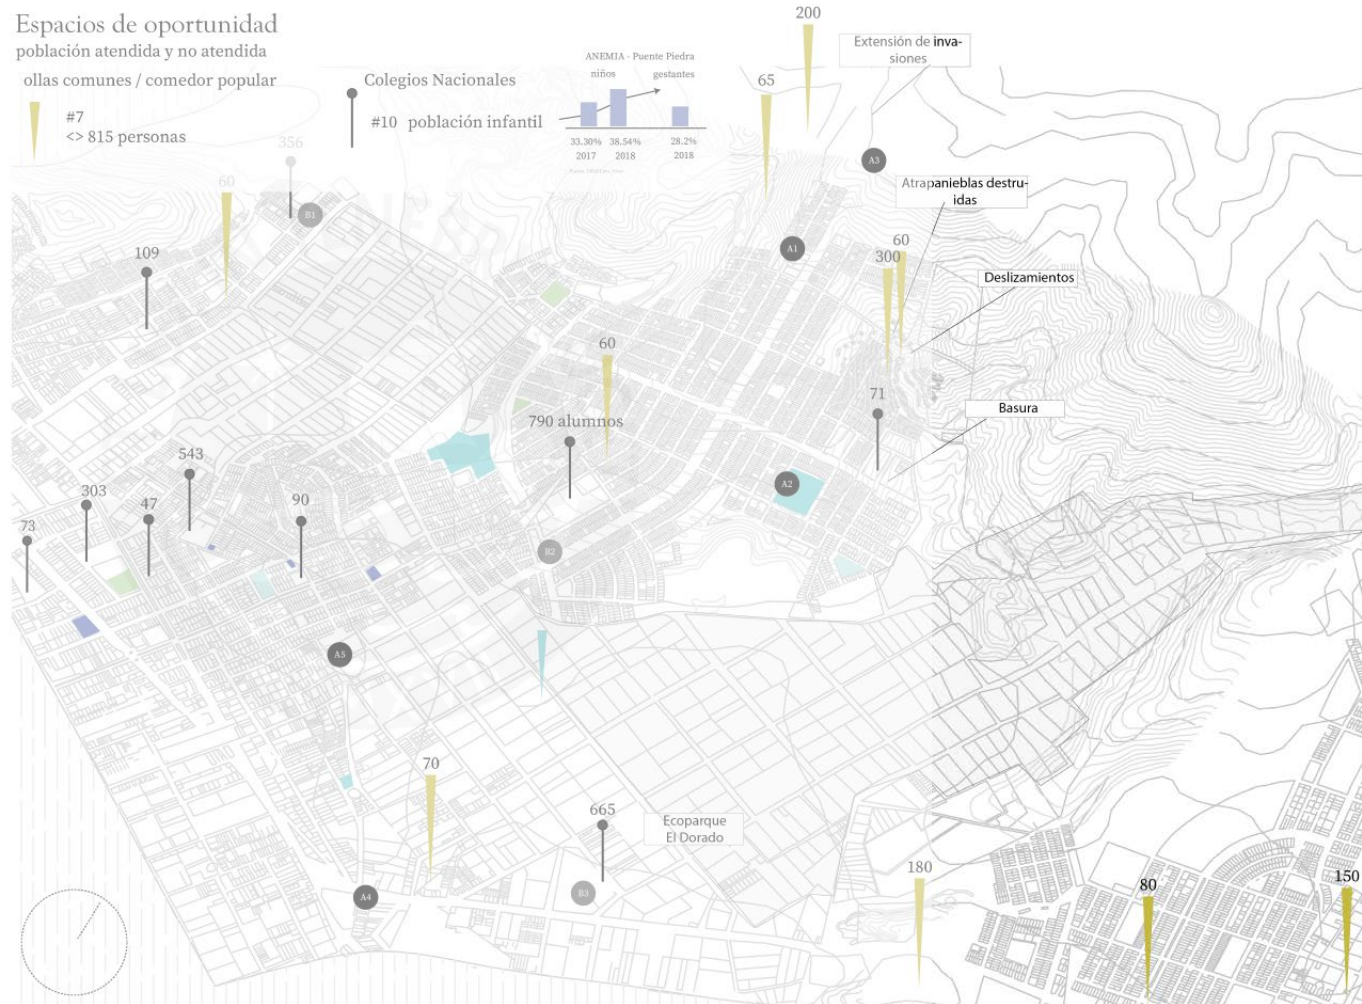 Espacios de oportunidad
población atendida y no atendida
ollas comunes / comedor popular
#7
<> 815 personas
Colegios Nacionales
#10 población infantil
ANEMIA - Puente Piedra
niños
gestantes
33.30%
38.54%
28.2%
2017
2018
2018
200
Extensión de inva-
siones
65
356
A3
60
B1
Atrapanieblas destru-
idas
109
A1
60
300
Deslizamientos
60
71
Basura
790 alumnos
543
A2
303
47
90
73
B2
A5
70
665
Ecoparque
El Dorado
180
80
150
A4
B3